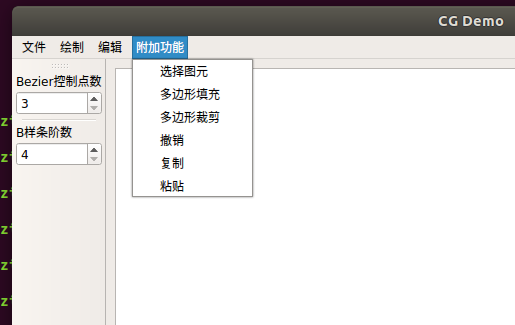 CG Demo
文件 绘制 编辑 附加功能
Bezier控制点数
3
B样条阶数
4
选择图元
多边形填充
多边形裁剪
撤销
复制
粘贴